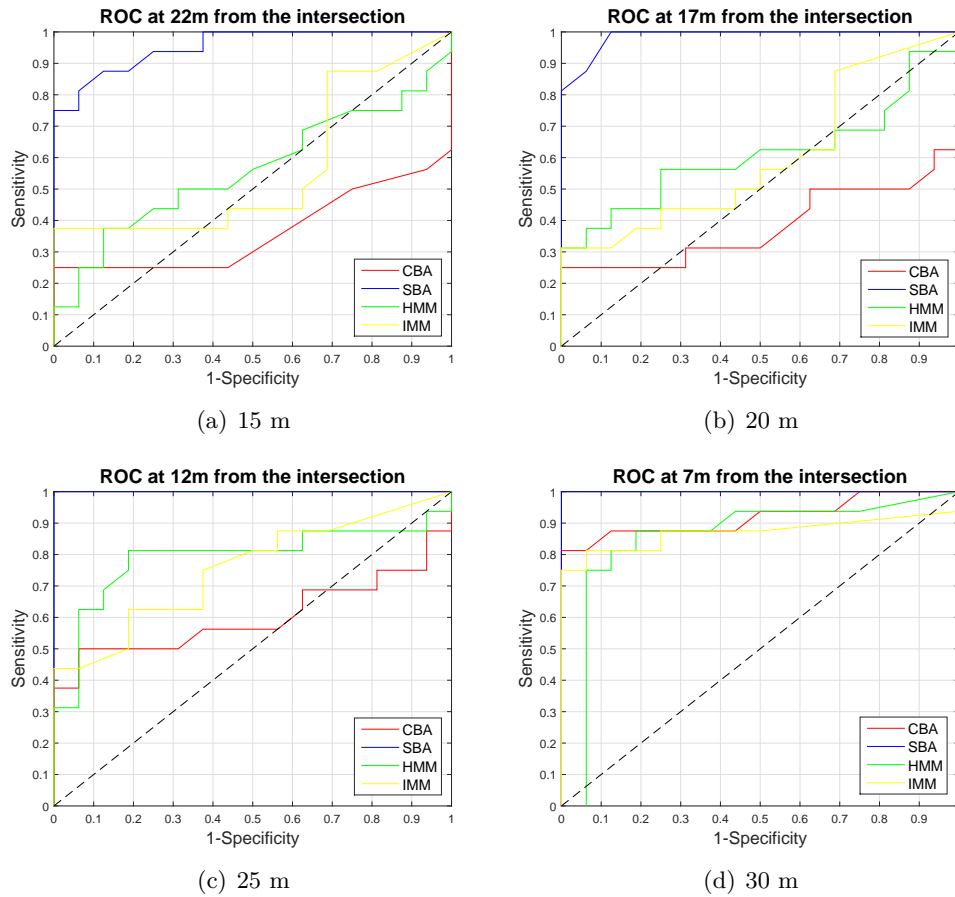 ROC at 22m from the intersection
1
0.9
0.8
0.7
0.6
0.5
0.4
0.3
0.2
0.1
0
Sensitivity
0 0.1 0.2 0.3 0.4 0.5 0.6 0.7 0.8 0.9 1
1-Specificity
CBA
SBA
HMM
IMM
(a) 15 m
ROC at 17m from the intersection
1
0.9
0.8
0.7
0.6
0.5
0.4
0.3
0.2
0.1
0
Sensitivity
0 0.1 0.2 0.3 0.4 0.5 0.6 0.7 0.8 0.9
1-Specificity
CBA
SBA
HMM
IMM
(b) 20 m
ROC at 12m from the intersection
1
0.9
0.8
0.7
0.6
0.5
0.4
0.3
0.2
0.1
0
Sensitivity
0 0.1 0.2 0.3 0.4 0.5 0.6 0.7 0.8 0.9 1
1-Specificity
CBA
SBA
HMM
IMM
(c) 25 m
ROC at 7m from the intersection
1
0.9
0.8
0.7
0.6
0.5
0.4
0.3
0.2
0.1
0
Sensitivity
0 0.1 0.2 0.3 0.4 0.5 0.6 0.7 0.8 0.9
1-Specificity
CBA
SBA
HMM
IMM
(d) 30 m